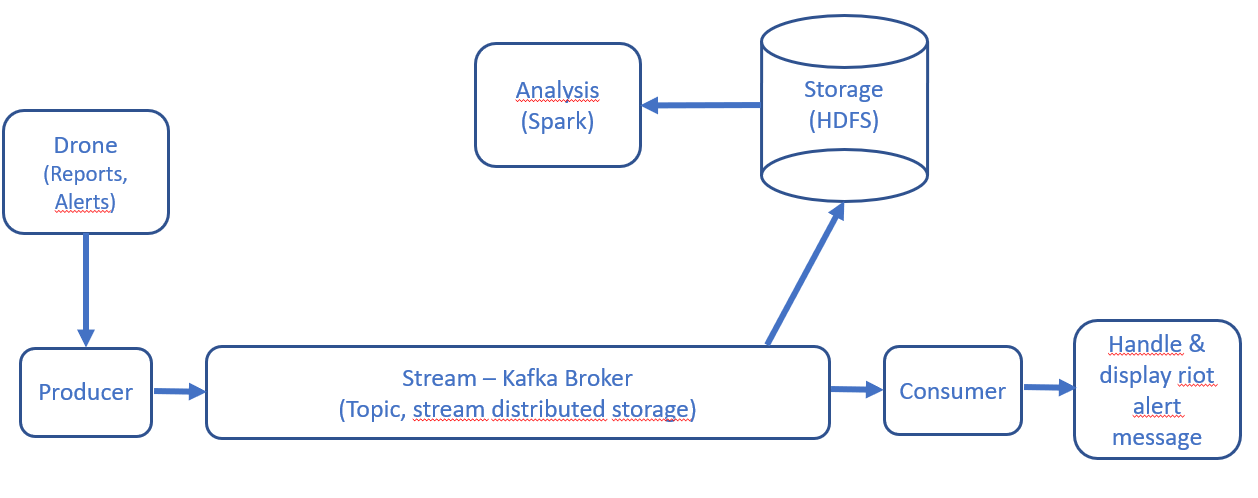 Analysis
(Spark)
Storage
(HDFS)
Drone
(Reports,
Alerts)
Producer
Stream – Kafka Broker
(Topic, stream distributed storage)
Consumer
Handle &
display riot
alert
message